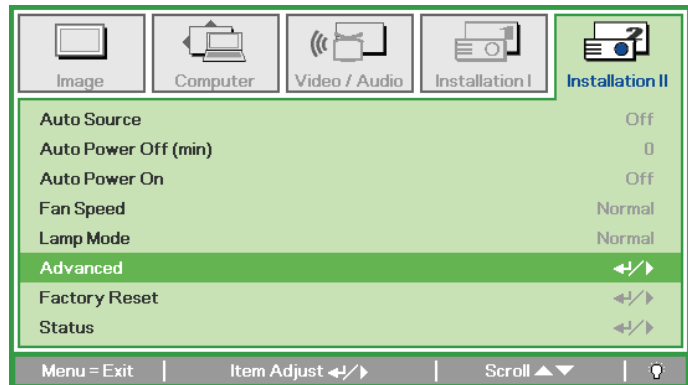 Image Computer Video / Audio Installation I Installation II
Auto Source Off
Auto Power Off (min) 0
Auto Power On Off
Fan Speed Normal
Lamp Mode Normal
Advanced
Factory Reset
Status
Menu = Exit Item Adjust Scroll